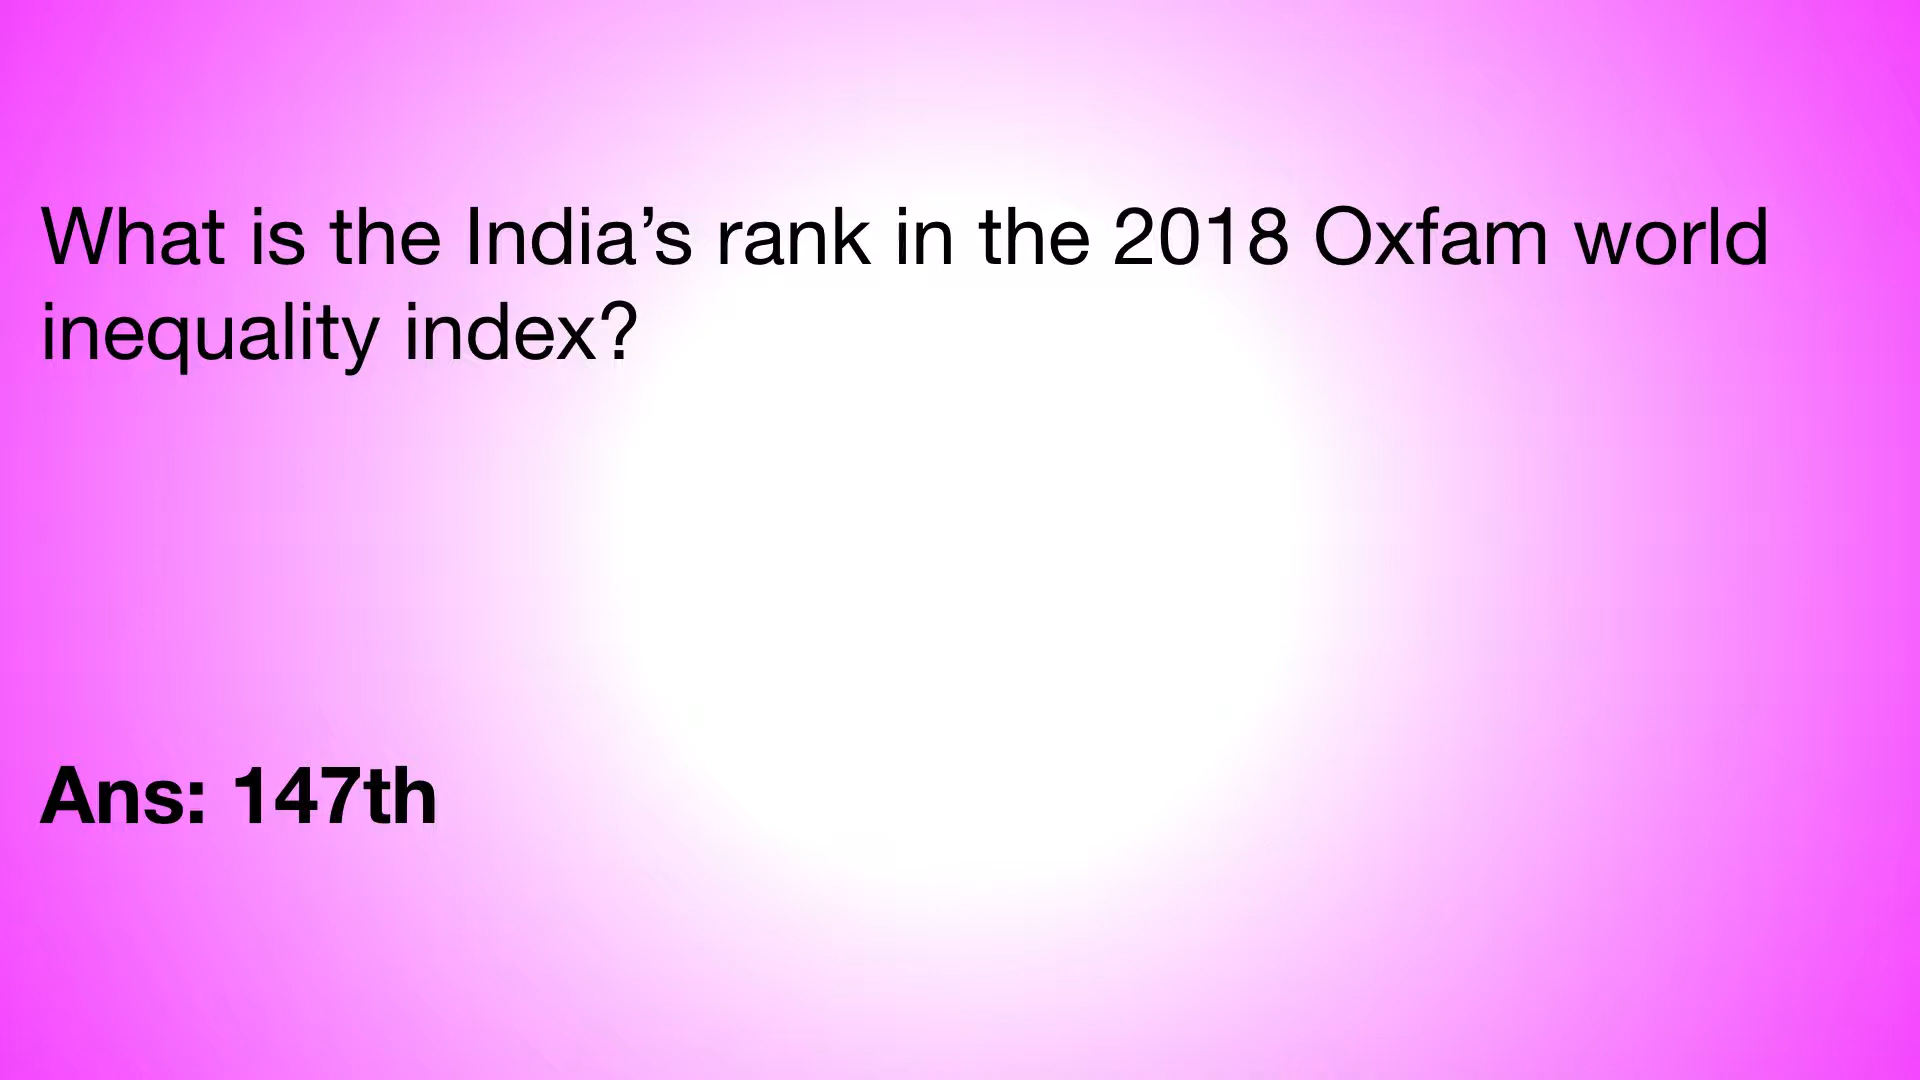 What is the India’s rank in the 2018 Oxfam world
inequality index?
Ans: 147th